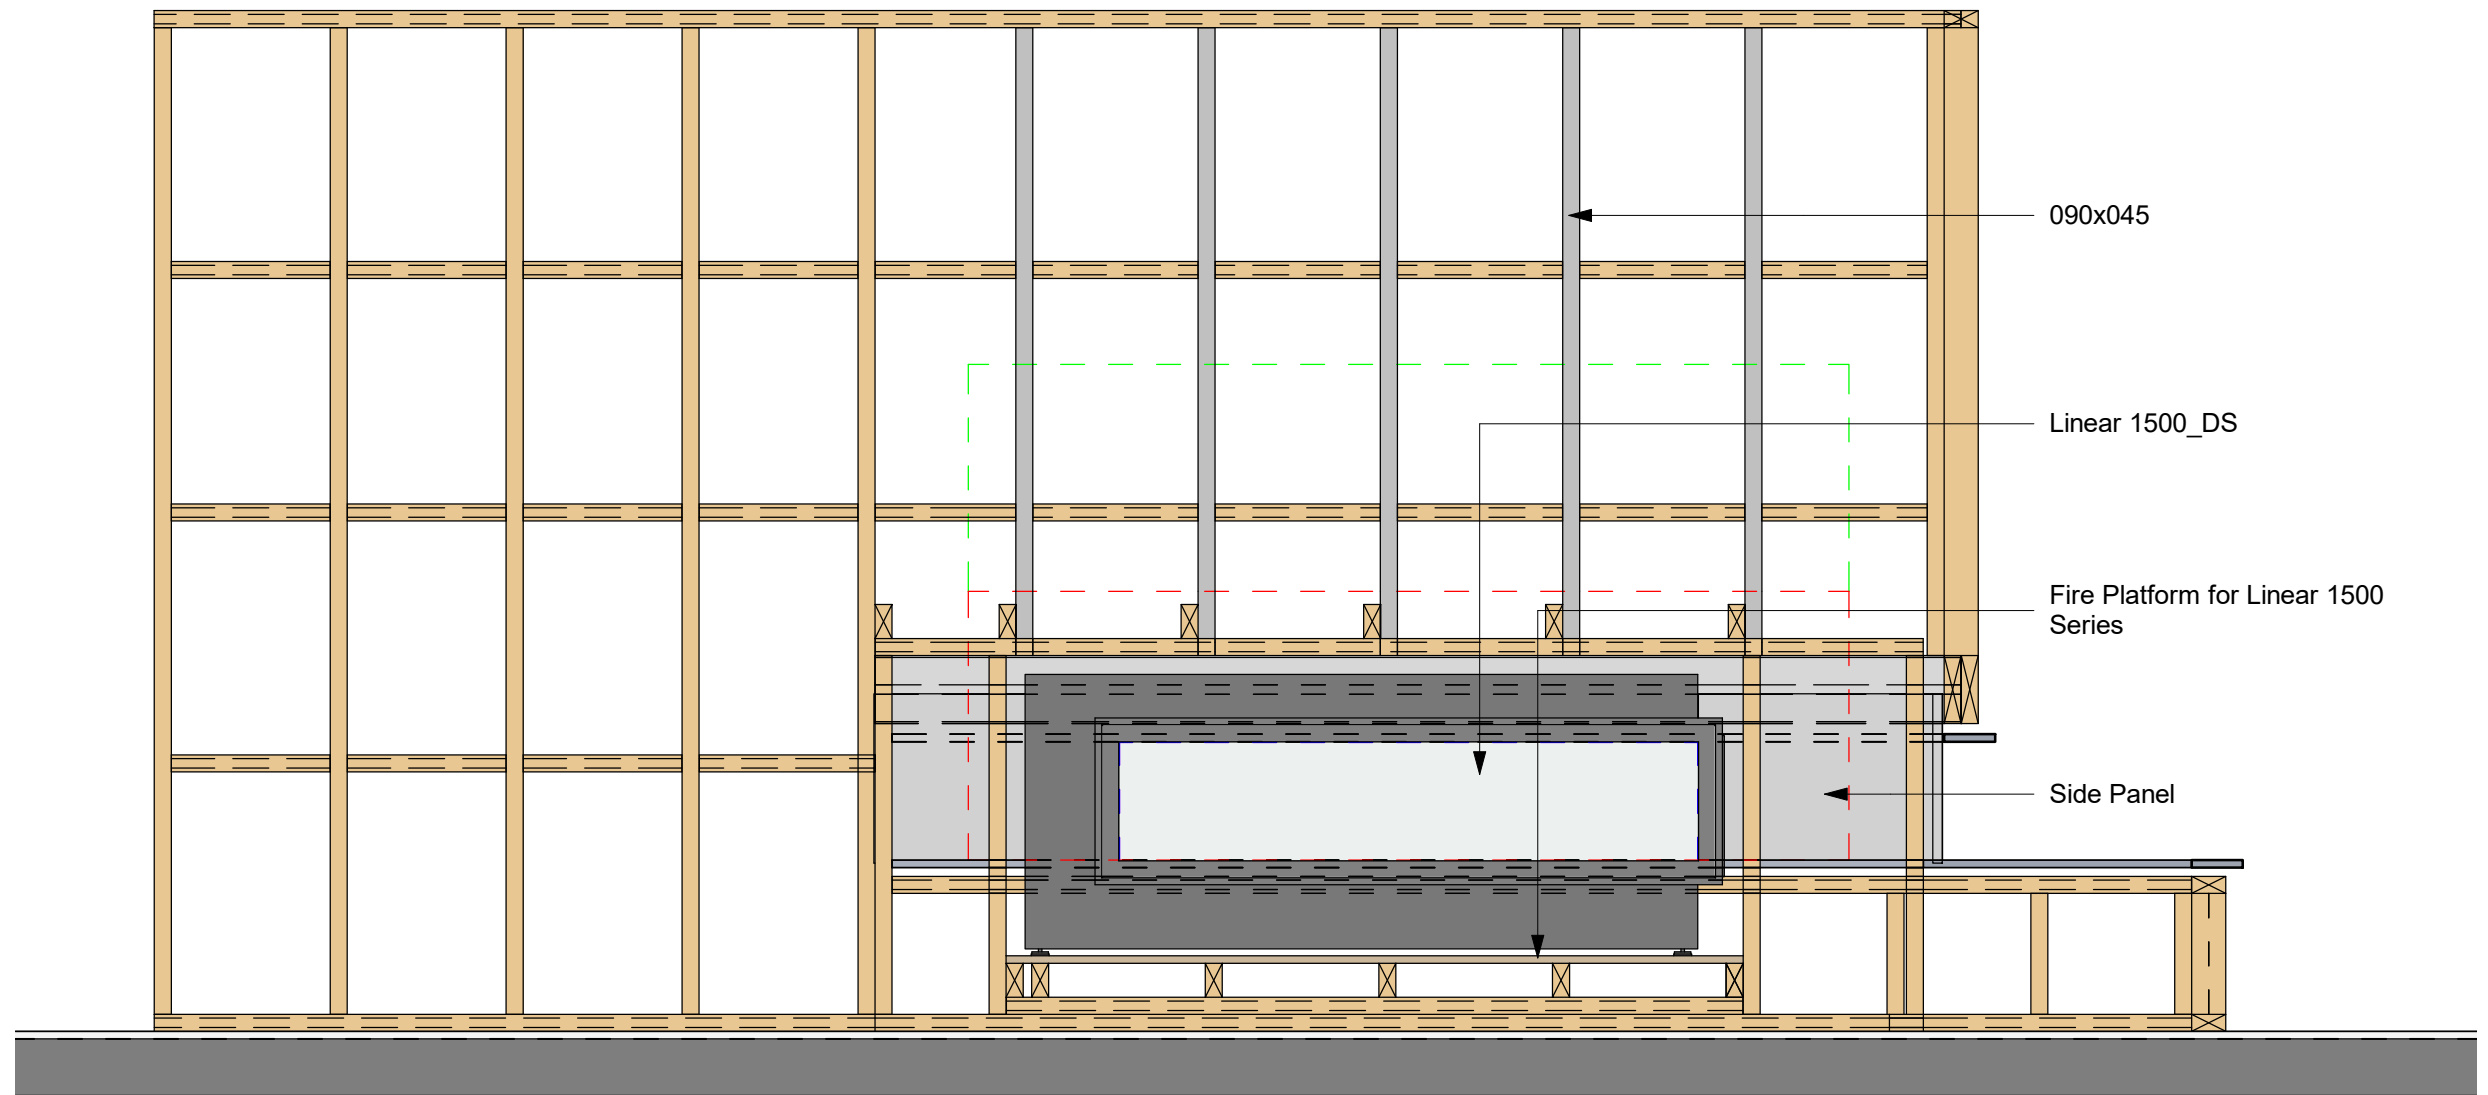 090x045
Linear 1500_DS
Fire Platform for Linear 1500
Series
Side Panel